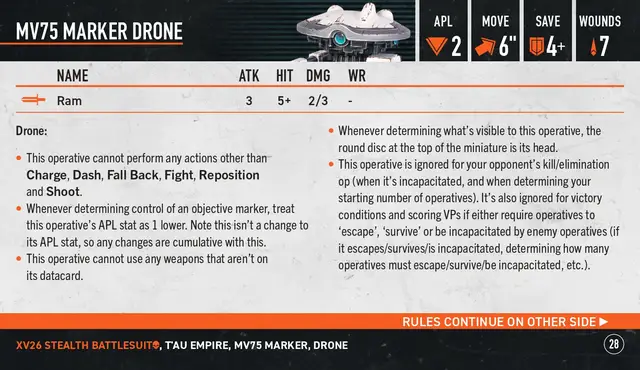 MV75 MARKER DRONE
APL MOVE SAVE WOUNDS
2 6" 4+ 7
NAME ATK HIT DMG WR
Ram 3 5+ 2/3 -
Drone:
• This operative cannot perform any actions other than
Charge, Dash, Fall Back, Fight, Reposition
and Shoot.
• Whenever determining control of an objective marker, treat
this operative's APL stat as 1 lower. Note this isn't a change to
its APL stat, so any changes are cumulative with this.
• This operative cannot use any weapons that aren't on
its datacard.
• Whenever determining what's visible to this operative, the
round disc at the top of the miniature is its head.
• This operative is ignored for your opponent's kill/elimination
op (when it's incapacitated, and when determining your
starting number of operatives). It's also ignored for victory
conditions and scoring VPs if either require operatives to
'escape', 'survive' or be incapacitated by enemy operatives (if
it escapes/survives/is incapacitated, determining how many
operatives must escape/survive/be incapacitated, etc.).
RULES CONTINUE ON OTHER SIDE ▶
XV26 STEALTH BATTLESUIT, T'AU EMPIRE, MV75 MARKER, DRONE
28